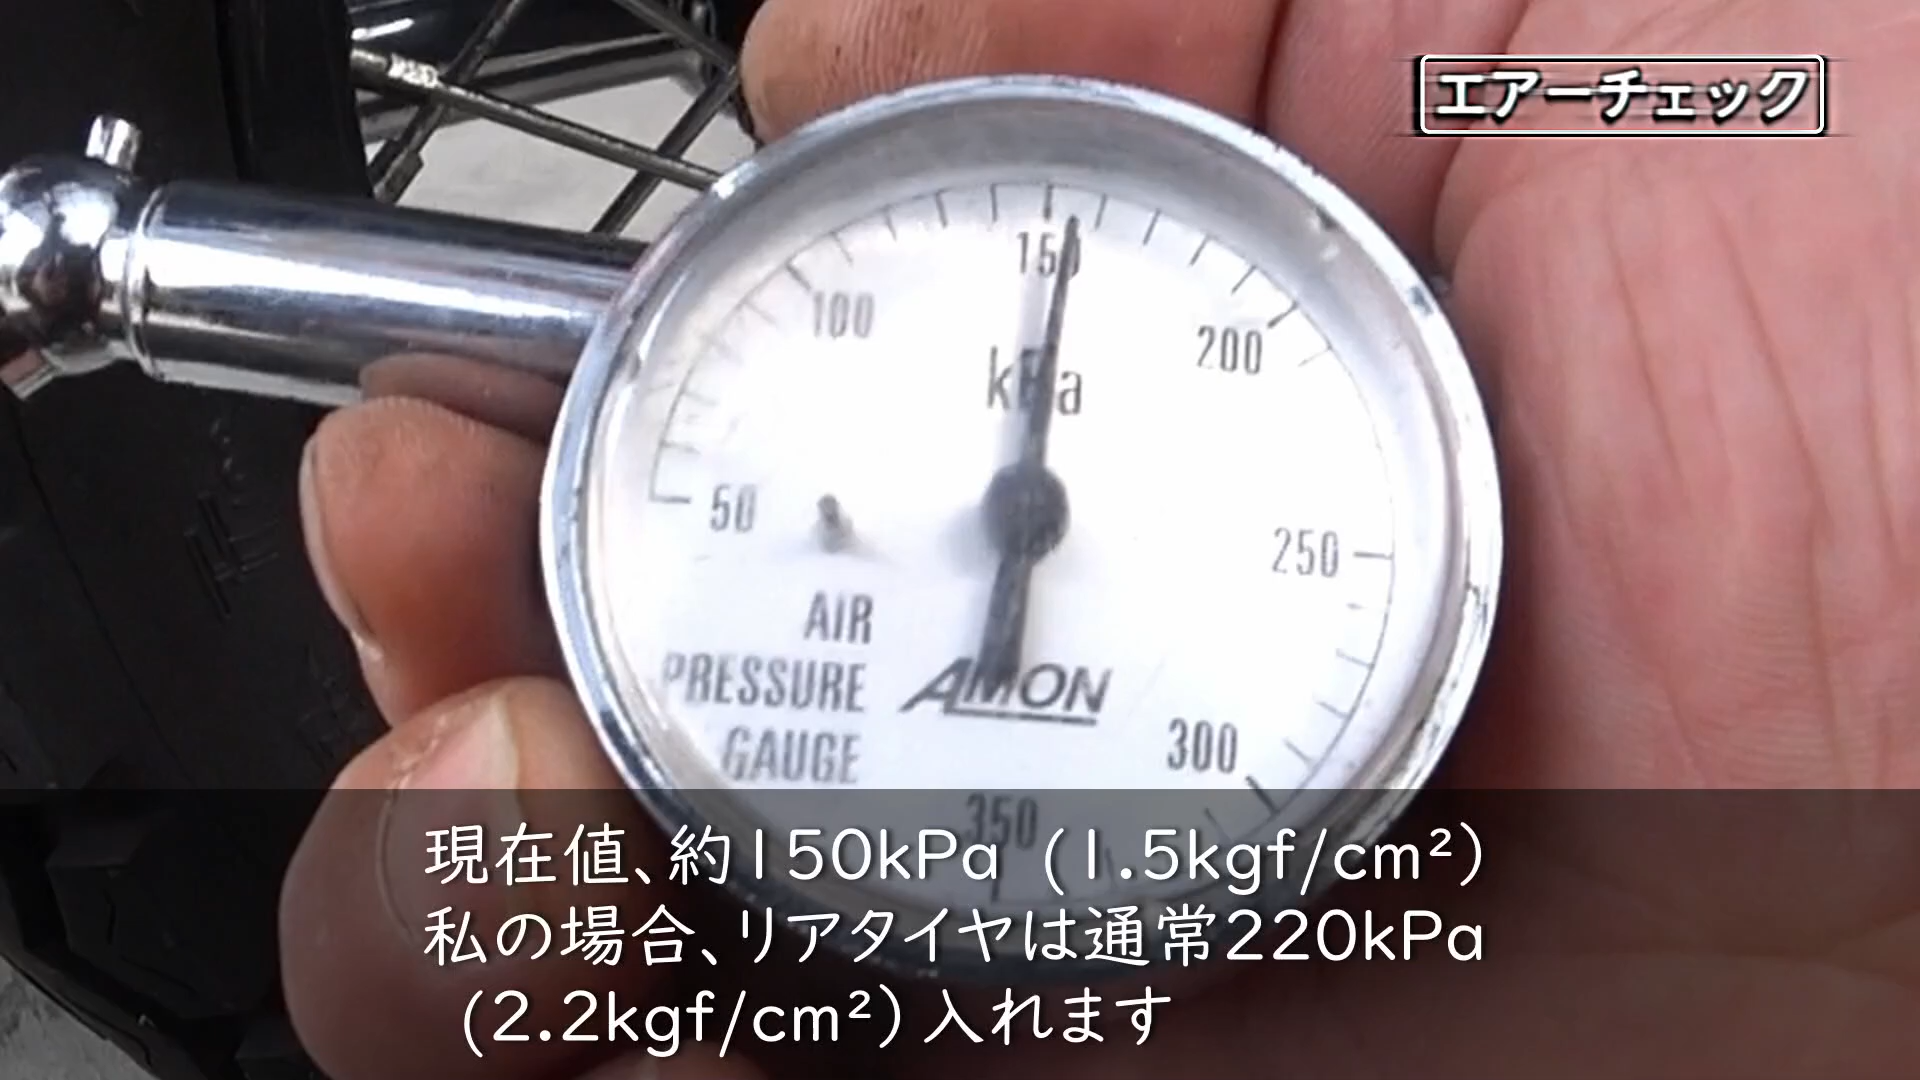 エアーチェック
150
100
200
kPa
50
250
AIR
PRESSURE
GAUGE
AMON
300
350
現在値、約150kPa（1.5kgf/cm²）
私の場合、リアタイヤは通常220kPa
（2.2kgf/cm²）入れます